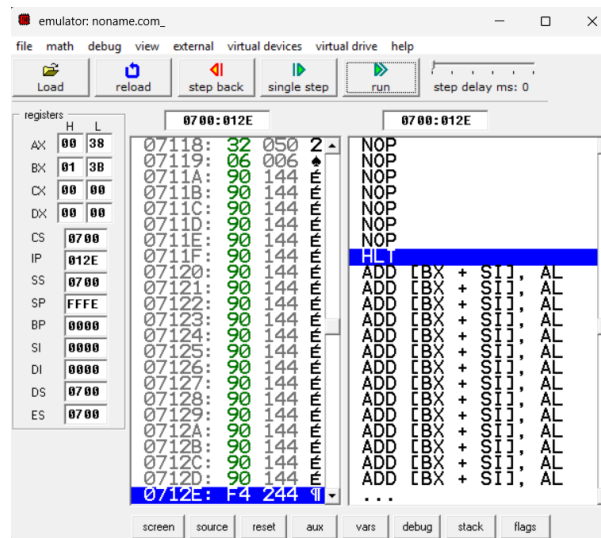 emulator: noname.com_
file math debug view external virtual devices virtual drive help
Load reload step back single step run step delay ms: 0
registers
H L
0700:012E 0700:012E
AX 00 38
BX 01 3B
CX 00 00
DX 00 00
CS 0700
IP 012E
SS 0700
SP FFFE
BP 0000
SI 0000
DI 0000
DS 0700
ES 0700
07118: 32 050 2
07119: 06 006 ♠
0711A: 90 144 É
0711B: 90 144 É
0711C: 90 144 É
0711D: 90 144 É
0711E: 90 144 É
0711F: 90 144 É
07120: 90 144 É
07121: 90 144 É
07122: 90 144 É
07123: 90 144 É
07124: 90 144 É
07125: 90 144 É
07126: 90 144 É
07127: 90 144 É
07128: 90 144 É
07129: 90 144 É
0712A: 90 144 É
0712B: 90 144 É
0712C: 90 144 É
0712D: 90 144 É
0712E: F4 244 ¶
NOP
NOP
NOP
NOP
NOP
NOP
NOP
HLT
ADD [BX + SI], AL
ADD [BX + SI], AL
ADD [BX + SI], AL
ADD [BX + SI], AL
ADD [BX + SI], AL
ADD [BX + SI], AL
ADD [BX + SI], AL
ADD [BX + SI], AL
ADD [BX + SI], AL
ADD [BX + SI], AL
ADD [BX + SI], AL
ADD [BX + SI], AL
ADD [BX + SI], AL
ADD [BX + SI], AL
...
screen source reset aux vars debug stack flags